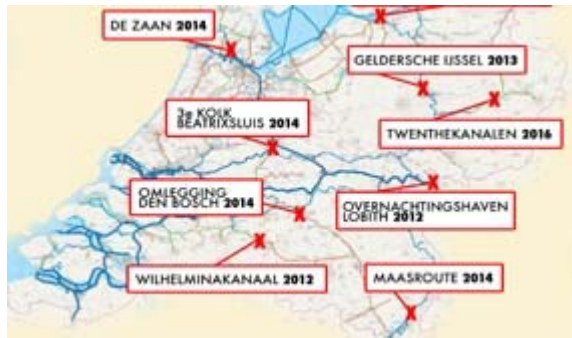 DE ZAAN 2014
GELDERSCHE IJSSEL 2013
3e KOLK
BEATRIXSLUIS 2014
TWENTHEKANALEN 2016
OMLEGGING
DEN BOSCH 2014
OVERNACHTINGSHAVEN
LOBITH 2012
WILHELMINAKANAAL 2012
MAASROUTE 2014